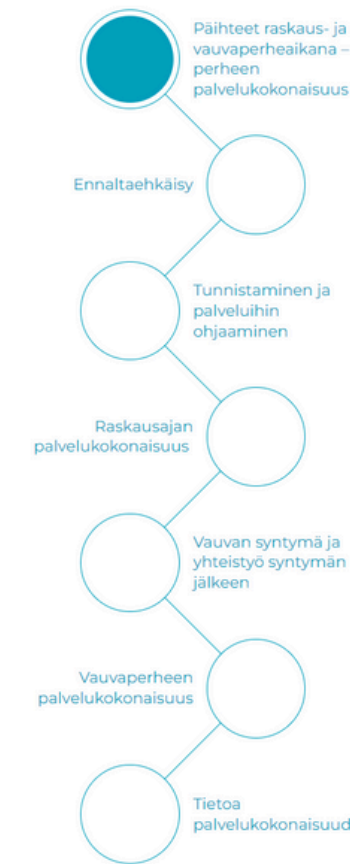 Päihteet raskaus- ja
vauvaperheaikana –
perheen
palvelukokonaisuus
Ennaltaehkäisy
Tunnistaminen ja
palveluihin
ohjaaminen
Raskausajan
palvelukokonaisuus
Vauvan syntymä ja
yhteistyö syntymän
jälkeen
Vauvaperheen
palvelukokonaisuus
Tietoa
palvelukokonaisuud